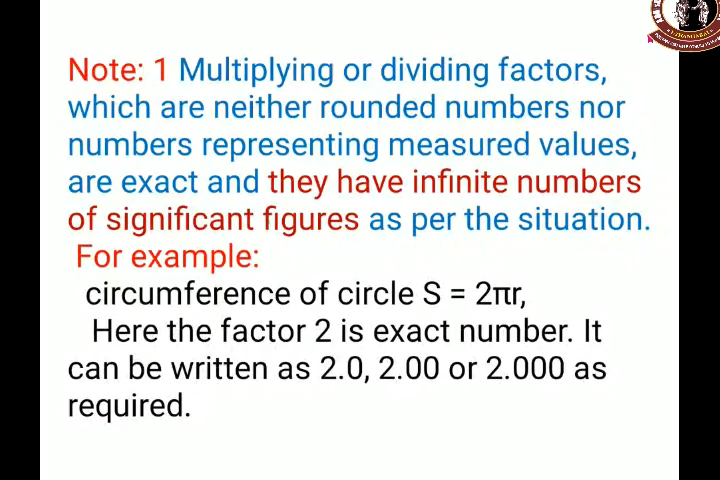 Note: 1 Multiplying or dividing factors,
which are neither rounded numbers nor
numbers representing measured values,
are exact and they have infinite numbers
of significant figures as per the situation.
For example:
circumference of circle S = 2πr,
Here the factor 2 is exact number. It
can be written as 2.0, 2.00 or 2.000 as
required.